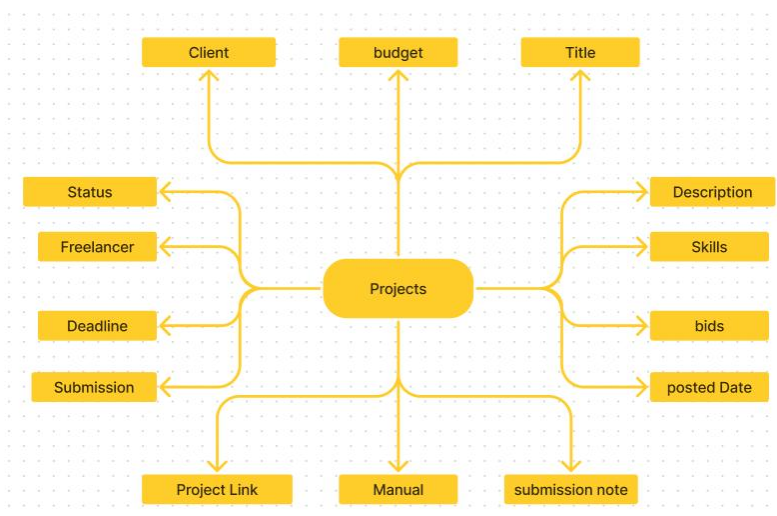 Client
budget
Title
Status
Description
Freelancer
Skills
Projects
Deadline
bids
Submission
posted Date
Project Link
Manual
submission note